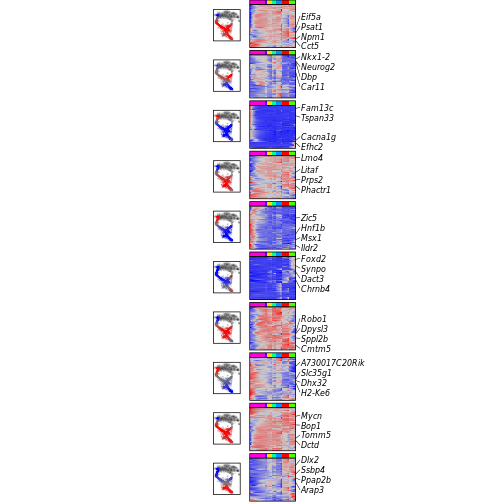 Eif5a
Psat1
Npm1
Cct5
Nkx1-2
Neurog2
Dbp
Car11
Fam13c
Tspan33
Cacna1g
Efhc2
Lmo4
Litaf
Prps2
Phactr1
Zic5
Hnf1b
Msx1
Ildr2
Foxd2
Synpo
Dact3
Chrnb4
Robo1
Dpysl3
Sppl2b
Cmtm5
A730017C20Rik
Slc35g1
Dhx32
H2-Ke6
Mycn
Bop1
Tomm5
Dctd
Dlx2
Ssbp4
Ppap2b
Arap3